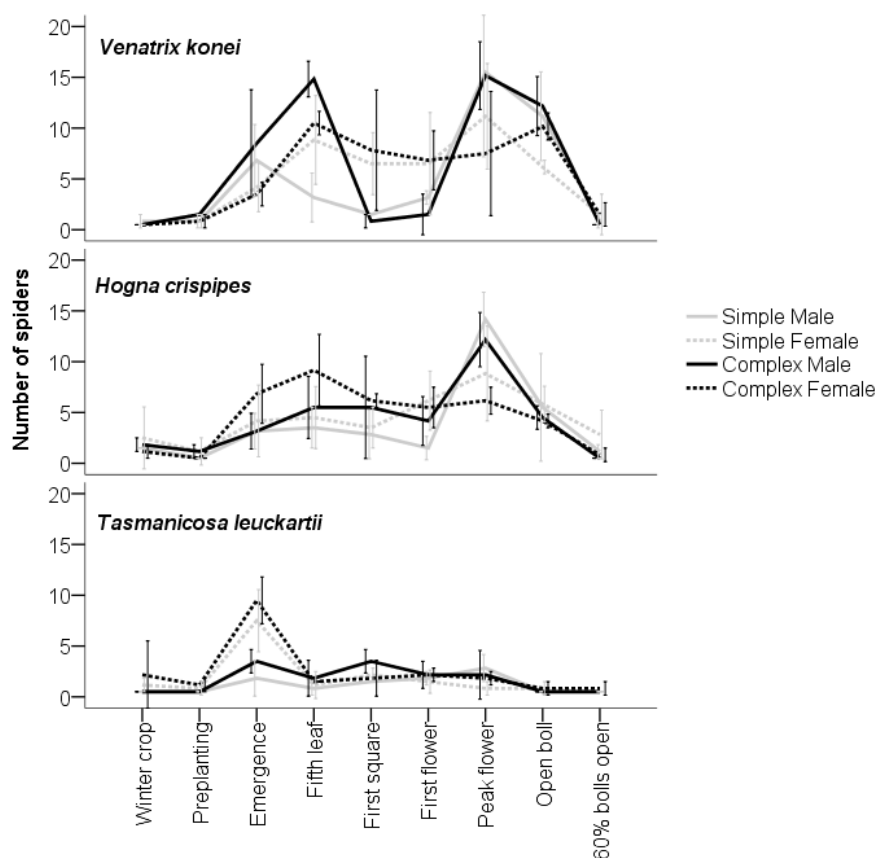 20
Venatrix konei
15
10
5
0
20
Hogna crispipes
15
10
5
0
20
Tasmanicosa leuckartii
15
10
5
0
Number of spiders
Simple Male
Simple Female
Complex Male
Complex Female
Winter crop
Preplanting
Emergence
Fifth leaf
First square
First flower
Peak flower
Open boll
60% bolls open